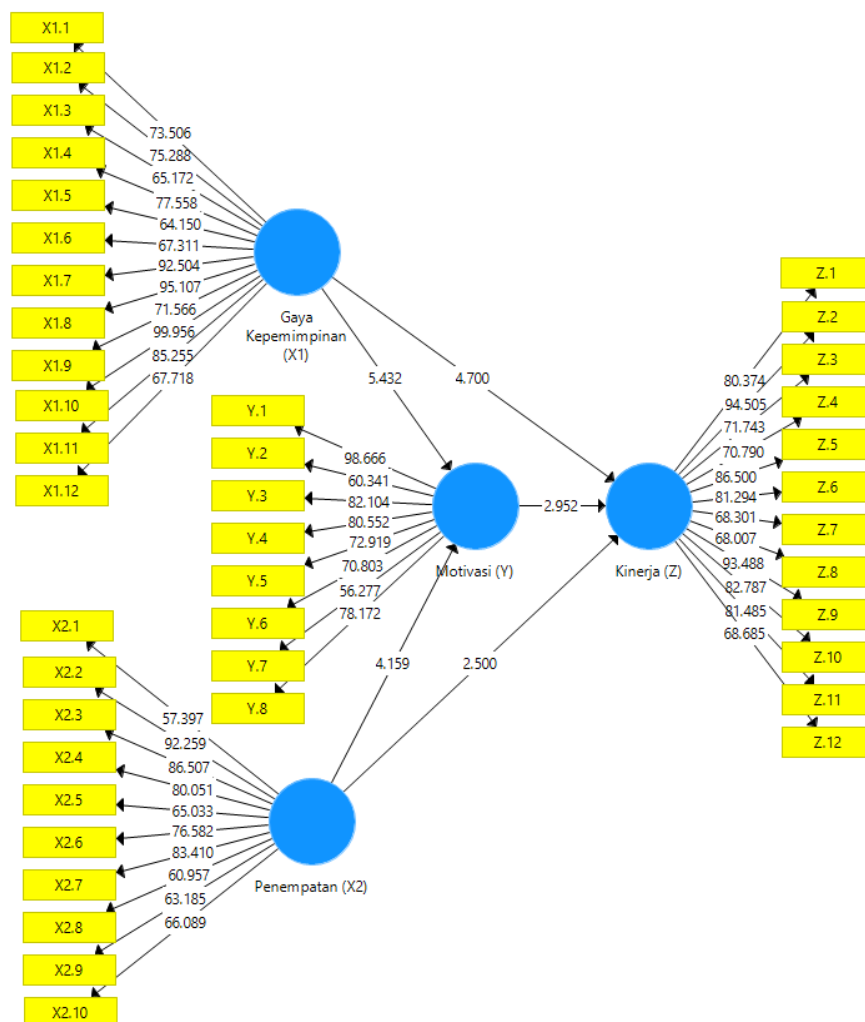 X1.1
X1.2
X1.3
X1.4
X1.5
X1.6
X1.7
X1.8
X1.9
X1.10
X1.11
X1.12
73.506
75.288
65.172
77.558
64.150
67.311
92.504
95.107
71.566
99.956
85.255
67.718
Gaya
Kepemimpinan
(X1)
5.432
4.700
Y.1
Y.2
Y.3
Y.4
Y.5
Y.6
Y.7
Y.8
98.666
60.341
82.104
80.552
72.919
70.803
56.277
78.172
Motivasi (Y)
2.952
Kinerja (Z)
80.374
94.505
71.743
70.790
86.500
81.294
68.301
68.007
93.488
82.787
81.485
68.685
Z.1
Z.2
Z.3
Z.4
Z.5
Z.6
Z.7
Z.8
Z.9
Z.10
Z.11
Z.12
4.159
2.500
X2.1
X2.2
X2.3
X2.4
X2.5
X2.6
X2.7
X2.8
X2.9
X2.10
57.397
92.259
86.507
80.051
65.033
76.582
83.410
60.957
63.185
66.089
Penempatan (X2)